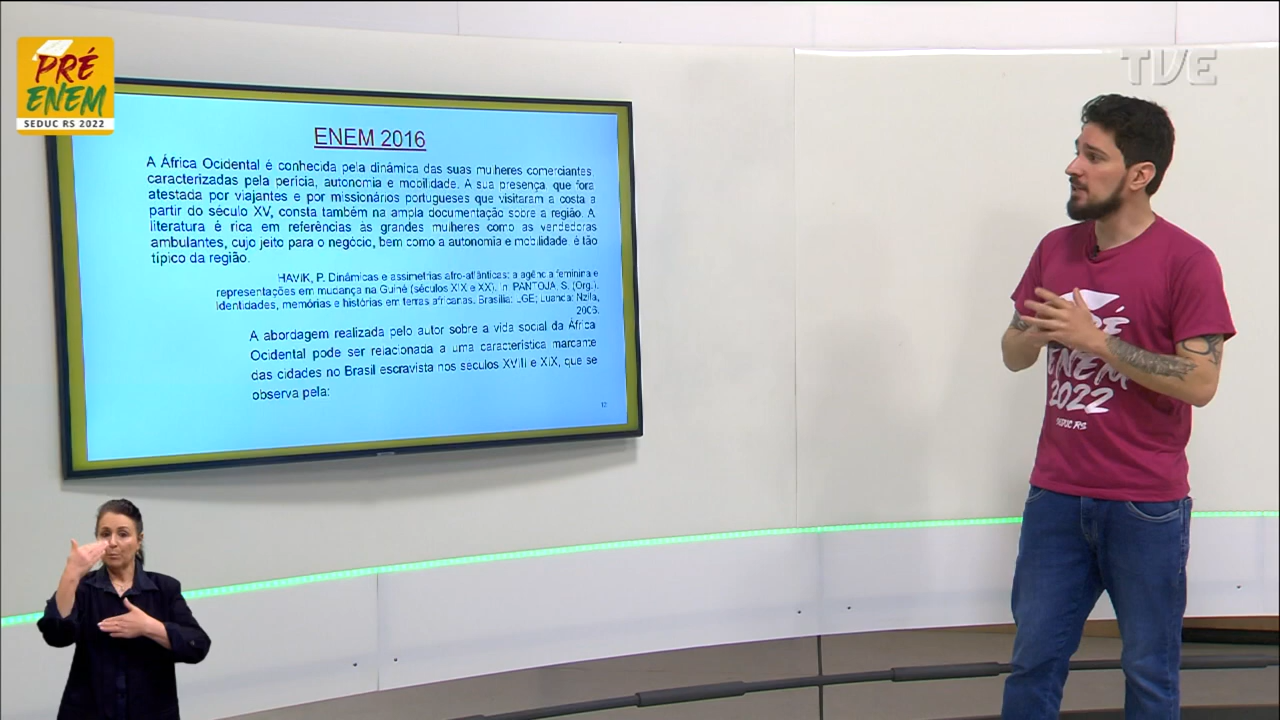 PRÉ
ENEM
SEDUC RS 2022
TVE
ENEM 2016
A África Ocidental é conhecida pela dinâmica das suas mulheres comerciantes,
caracterizadas pela perícia, autonomia e mobilidade. A sua presença, que fora
atestada por viajantes e por missionários portugueses que visitaram a costa a
partir do século XV, consta também na ampla documentação sobre a região. A
literatura é rica em referências às grandes mulheres como as vendedoras
ambulantes, cujo jeito para o negócio, bem como a autonomia e mobilidade, é tão
típico da região.
HAVIK, P. Dinâmicas e assimetrias afro-atlânticas: a agência feminina e
representações em mudança na Guiné (séculos XIX e XX). In: PANTOJA, S. (Org.).
Identidades, memórias e histórias em terras africanas. Brasília: LGE; Luanda: Nzila,
2006.
A abordagem realizada pelo autor sobre a vida social da África
Ocidental pode ser relacionada a uma característica marcante
das cidades no Brasil escravista nos séculos XVIII e XIX, que se
observa pela:
12
PRÉ
ENEM
2022
SEDUC RS